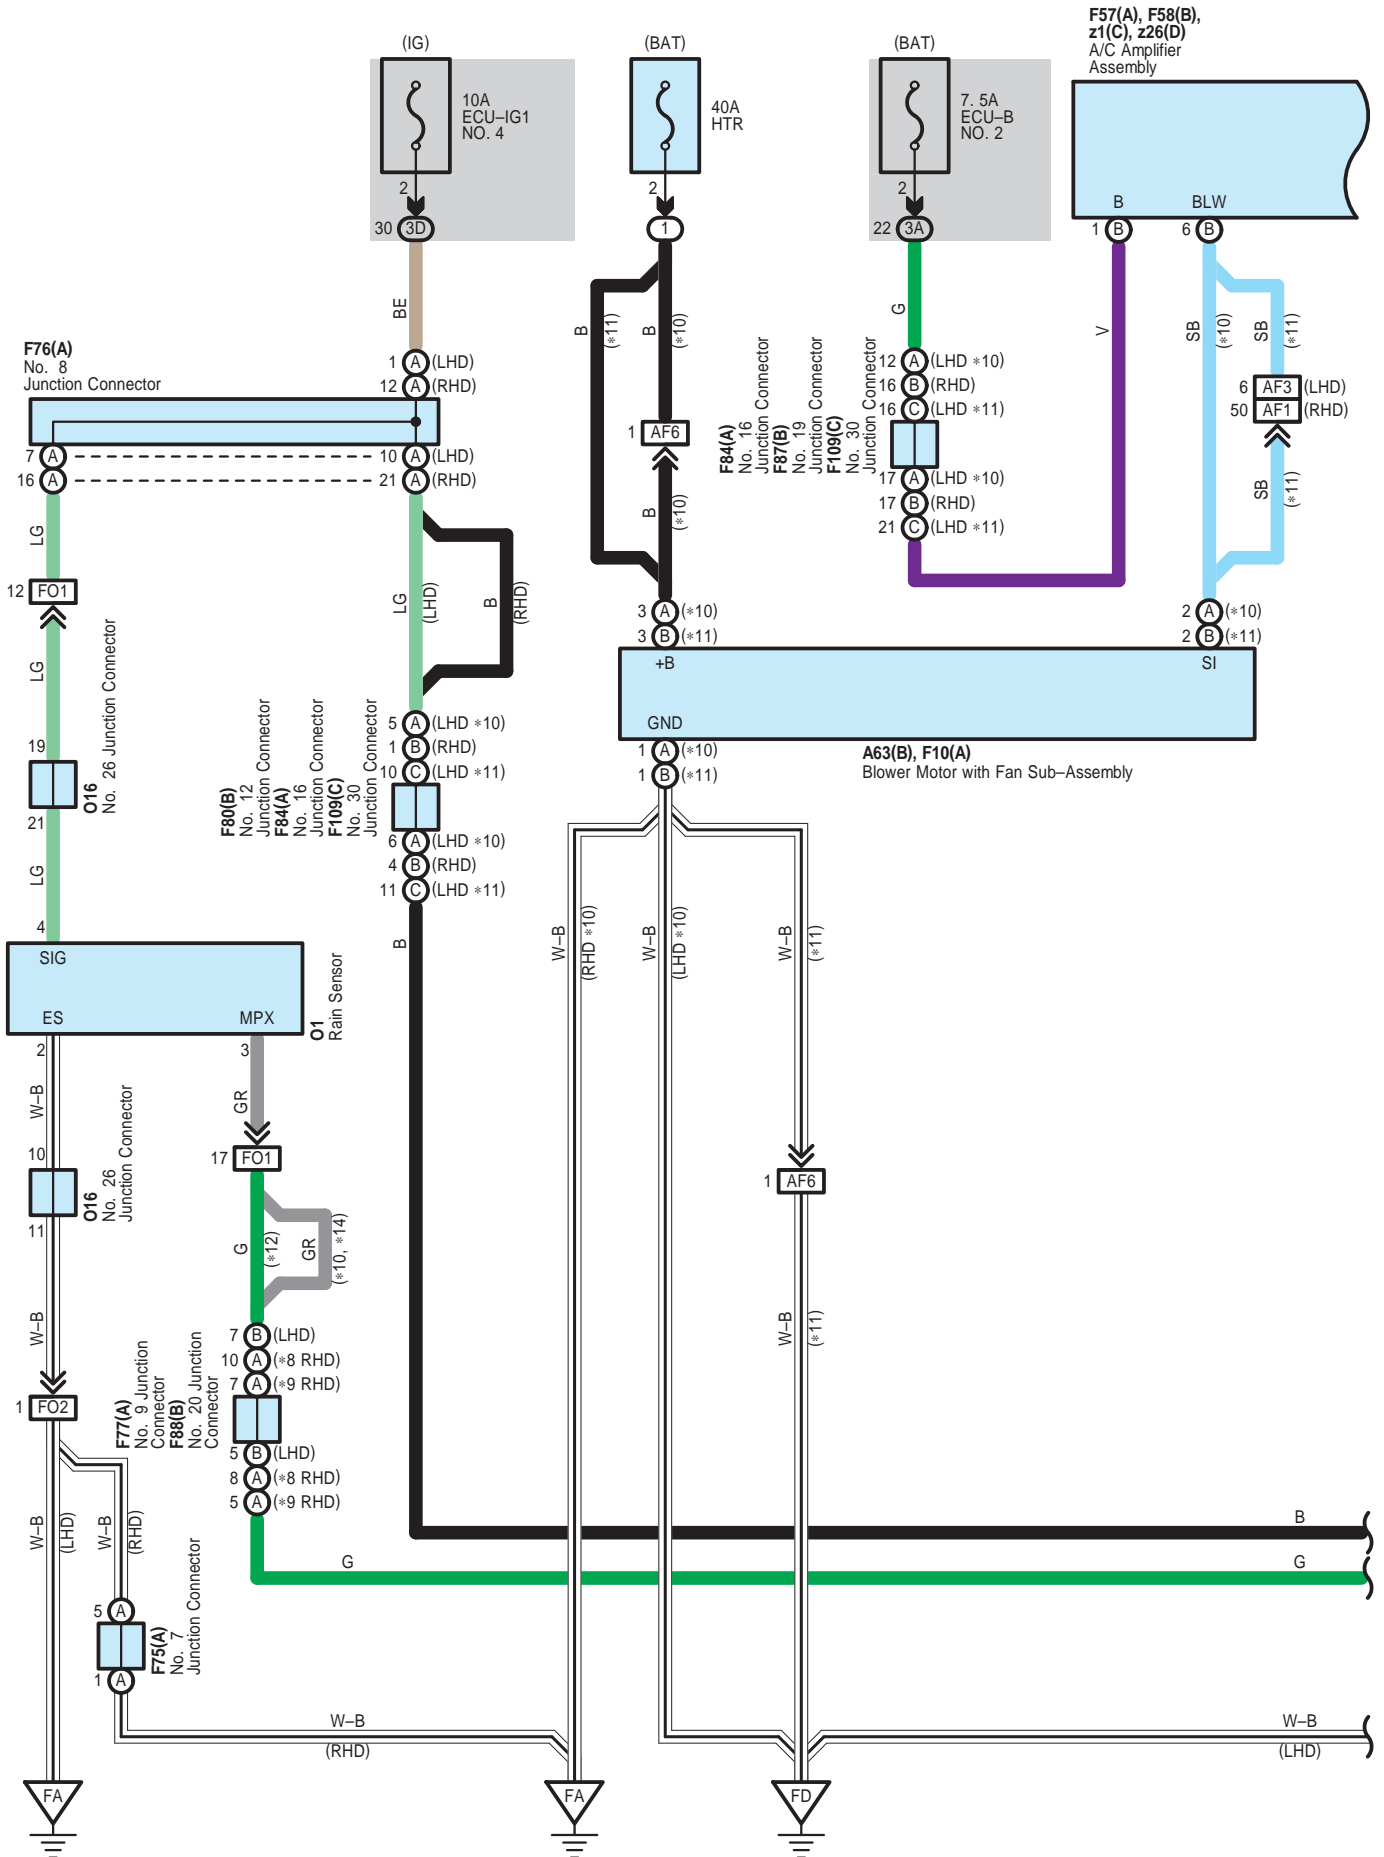 F57(A), F58(B),
z1(C), z26(D)
A/C Amplifier
Assembly
(IG)
(BAT)
(BAT)
10A
ECU–IG1
NO. 4
40A
HTR
7. 5A
ECU–B
NO. 2
2
2
2
B
BLW
30 3D
1
22 3A
1 B
6 B
BE
B
(*11)
B
(*10)
G
V
SB
(*10)
SB
(*11)
F76(A)
No. 8
Junction Connector
1 A (LHD)
12 A (RHD)
12 A (LHD *10)
16 B (RHD)
16 C (LHD *11)
6 AF3 (LHD)
50 AF1 (RHD)
1 AF6
F84(A)
No. 16
Junction Connector
F87(B)
No. 19
Junction Connector
F109(C)
No. 30
Junction Connector
7 A
10 A (LHD)
16 A
21 A (RHD)
17 A (LHD *10)
17 B (RHD)
21 C (LHD *11)
B
(*10)
SB
(*11)
LG
12 FO1
LG
(LHD)
B
(RHD)
3 A (*10)
3 B (*11)
2 A (*10)
2 B (*11)
+B
SI
GND
LG
19
O16
No. 26 Junction Connector
21
LG
4
5 A (LHD *10)
1 B (RHD)
10 C (LHD *11)
F80(B)
No. 12
Junction Connector
F84(A)
No. 16
Junction Connector
F109(C)
No. 30
Junction Connector
6 A (LHD *10)
4 B (RHD)
11 C (LHD *11)
1 A (*10)
1 B (*11)
A63(B), F10(A)
Blower Motor with Fan Sub–Assembly
B
W–B
(RHD *10)
W–B
(LHD *10)
W–B
(*11)
SIG
ES
MPX
O1
Rain Sensor
2
3
W–B
GR
10
O16
No. 26
Junction Connector
11
17 FO1
1 AF6
G
(*12)
GR
(*10, *14)
W–B
W–B
(*11)
7 B (LHD)
10 A (*8 RHD)
7 A (*9 RHD)
F77(A)
No. 9 Junction
Connector
F88(B)
No. 20 Junction
Connector
1 FO2
5 B (LHD)
8 A (*8 RHD)
5 A (*9 RHD)
W–B
(LHD)
W–B
(RHD)
B
G
G
5 A
F75(A)
No. 7
Junction Connector
1 A
W–B
(RHD)
W–B
(LHD)
FA
FA
FD